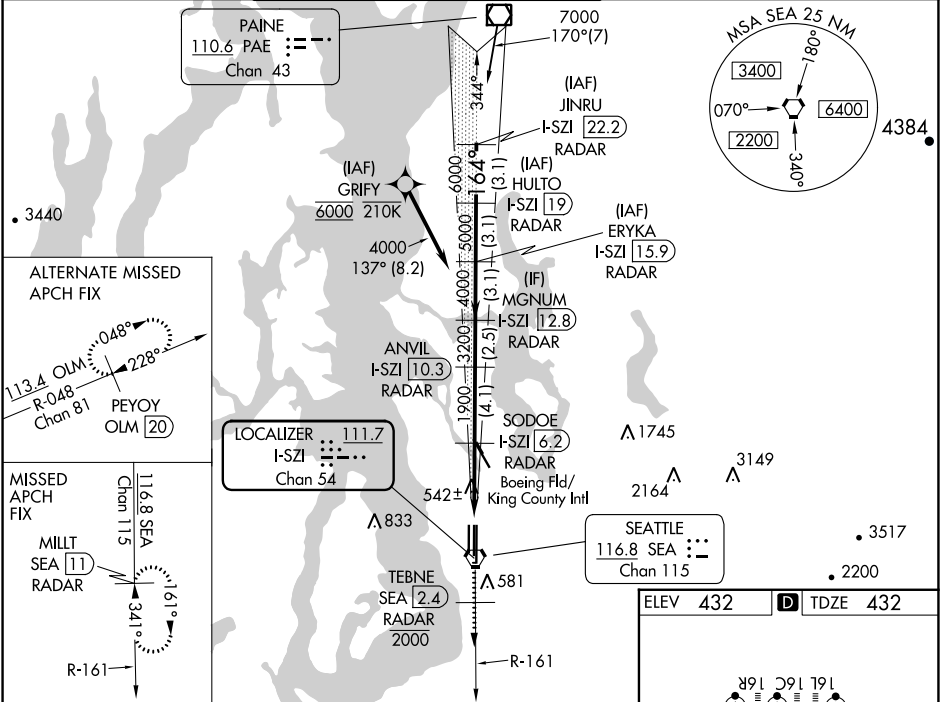 PAINE
110.6 PAE
Chan 43
7000
170°(7)
344°
MSA SEA 25 NM
180°
3400
070°
6400
2200
340°
4384
(IAF)
JINRU
I-SZI 22.2
RADAR
6000
164°
(3.1)
(IAF)
HULTO
I-SZI 19
RADAR
(IAF)
GRIFY
6000 210K
4000
137° (8.2)
3440
5000
(3.1)
(IAF)
ERYKA
I-SZI 15.9
RADAR
4000
(3.1)
(IF)
MGNUM
I-SZI 12.8
RADAR
3200
(2.5)
ANVIL
I-SZI 10.3
RADAR
1900
(4.1)
SODOE
I-SZI 6.2
RADAR
Boeing Fld/
King County Intl
ALTERNATE MISSED
APCH FIX
048°
228°
113.4 OLM
R-048
Chan 81
PEYOY
OLM 20
LOCALIZER 111.7
I-SZI
Chan 54
542±
1745
3149
2164
833
MISSED
APCH
FIX
116.8 SEA
Chan 115
MILLT
SEA 11
RADAR
161°
341°
R-161
SEATTLE
116.8 SEA
Chan 115
3517
2200
581
TEBNE
SEA 2.4
RADAR
2000
R-161
ELEV 432 D TDZE 432
16R 16C 16L